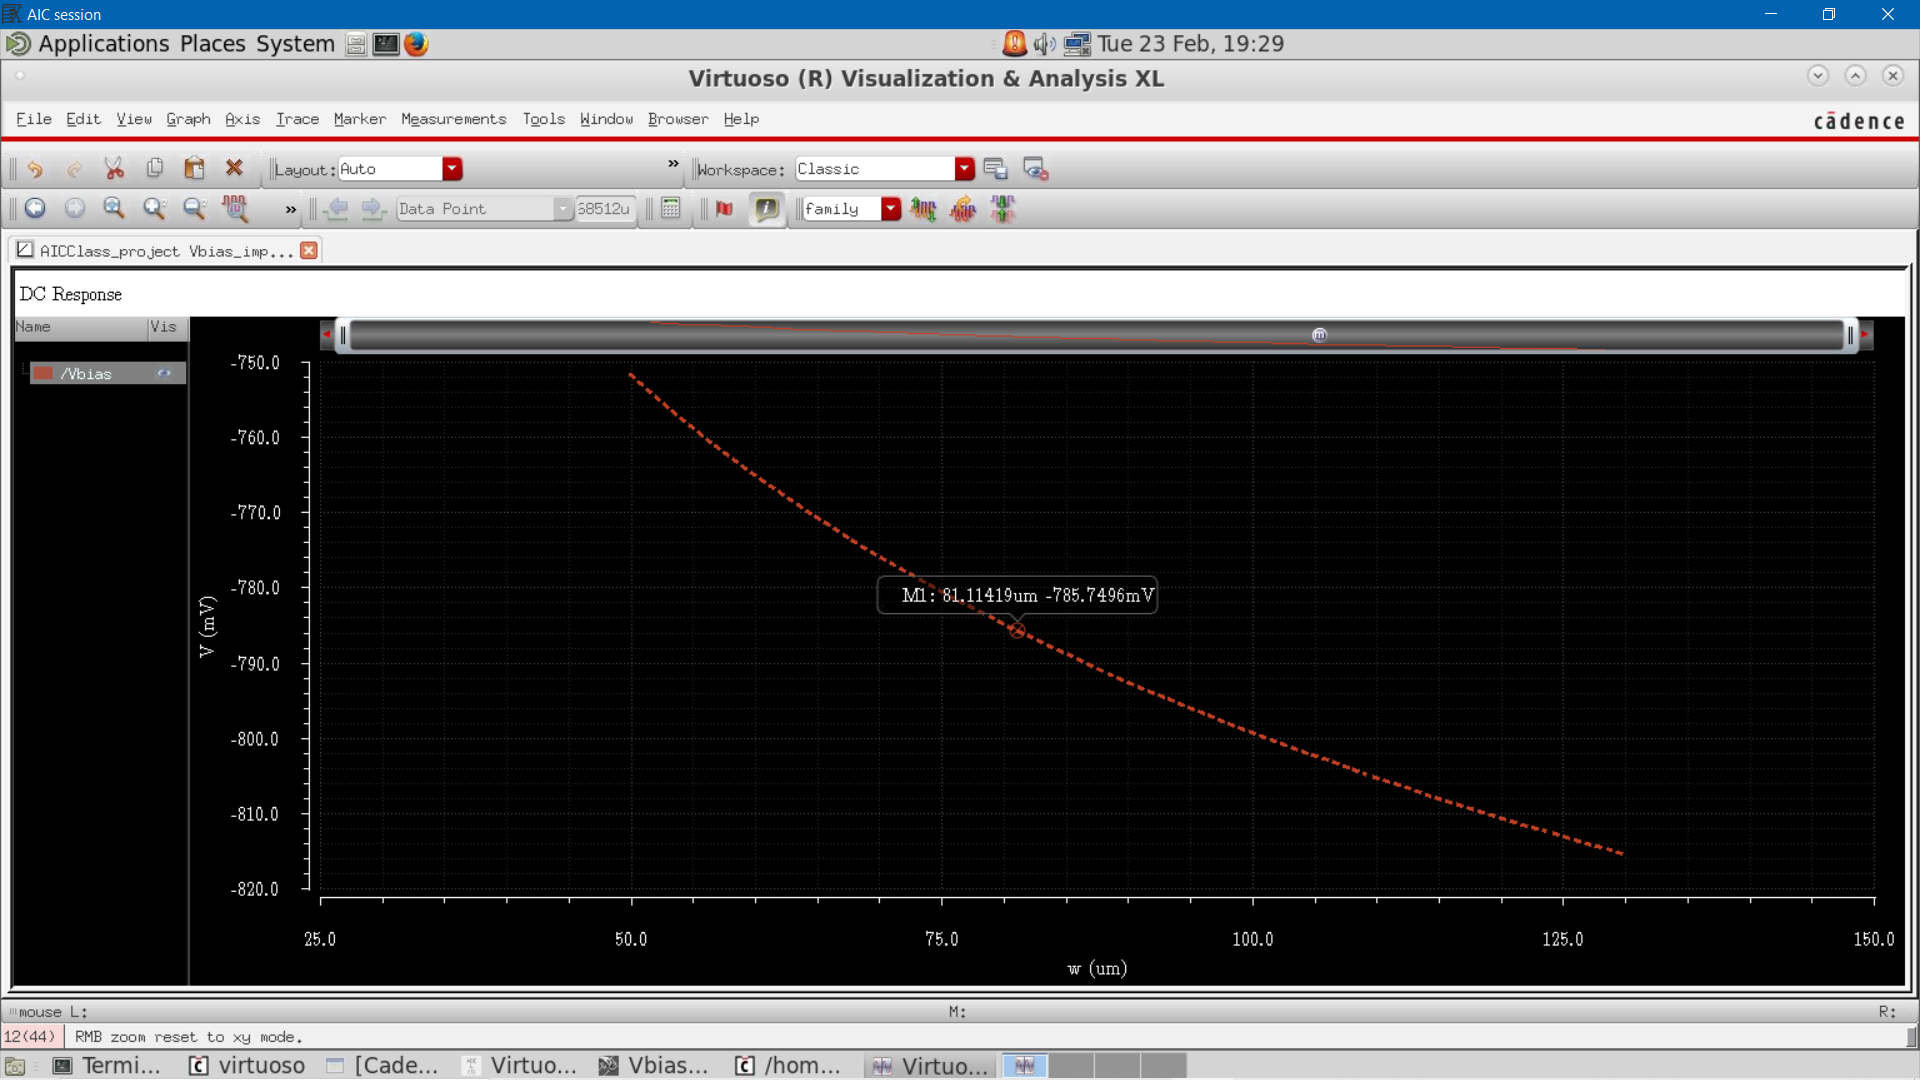 AIC session
Applications Places System
Tue 23 Feb, 19:29
Virtuoso (R) Visualization & Analysis XL
File Edit View Graph Axis Trace Marker Measurements Tools Window Browser Help
cādence
Layout: Auto
»
Workspace: Classic
»
Data Point
68512u
family
AICClass_project Vbias_imp...
DC Response
Name Vis
/Vbias
m
-750.0
-760.0
-770.0
-780.0
-790.0
-800.0
-810.0
-820.0
V (mV)
M1: 81.11419um -785.7496mV
25.0 50.0 75.0 100.0 125.0 150.0
w (um)
mouse L: M: R:
12(44) RMB zoom reset to xy mode.
Termi... virtuoso [Cade... Virtuo... Vbias... /hom... Virtuo...